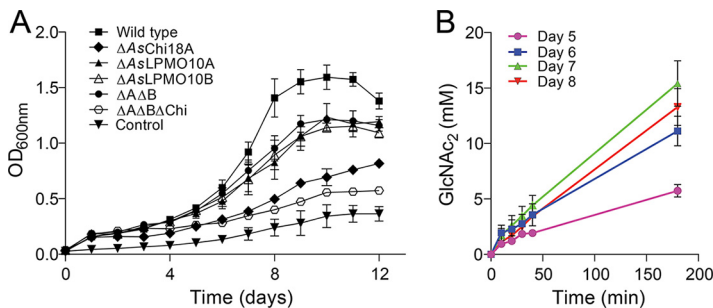 A
Wild type
ΔAsChi18A
ΔAsLPMO10A
ΔAsLPMO10B
ΔAΔB
ΔAΔBΔChi
Control
OD600nm
2.0
1.5
1.0
0.5
0.0
0
4
8
12
Time (days)
B
Day 5
Day 6
Day 7
Day 8
GlcNAc2 (mM)
20
15
10
5
0
0
50
100
150
200
Time (min)